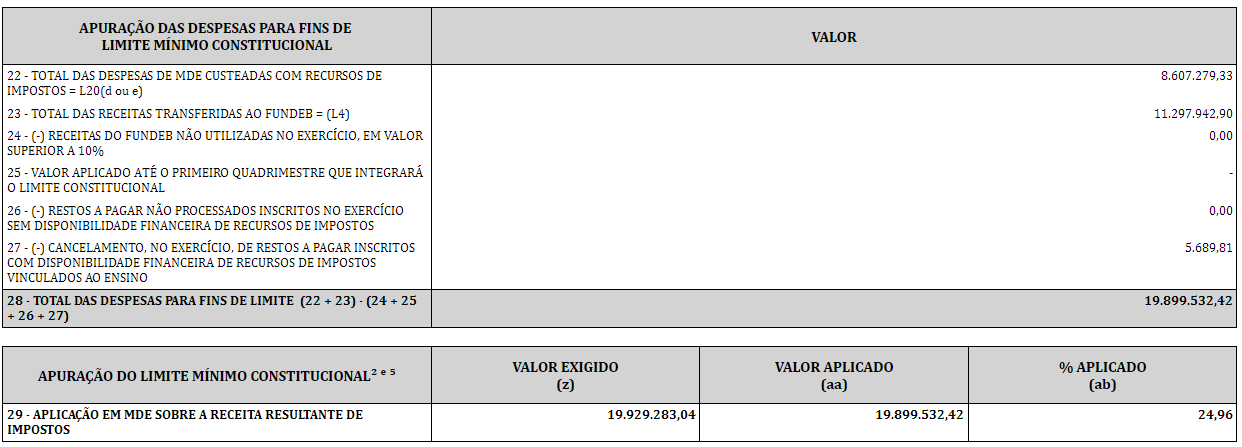 APURAÇÃO DAS DESPESAS PARA FINS DE
LIMITE MÍNIMO CONSTITUCIONAL
VALOR
22 - TOTAL DAS DESPESAS DE MDE CUSTEADAS COM RECURSOS DE
IMPOSTOS = L20(d ou e)
8.607.279,33
23 - TOTAL DAS RECEITAS TRANSFERIDAS AO FUNDEB = (L4)
11.297.942,90
24 - (-) RECEITAS DO FUNDEB NÃO UTILIZADAS NO EXERCÍCIO, EM VALOR
SUPERIOR A 10%
0,00
25 - VALOR APLICADO ATÉ O PRIMEIRO QUADRIMESTRE QUE INTEGRARÁ
O LIMITE CONSTITUCIONAL
-
26 - (-) RESTOS A PAGAR NÃO PROCESSADOS INSCRITOS NO EXERCÍCIO
SEM DISPONIBILIDADE FINANCEIRA DE RECURSOS DE IMPOSTOS
0,00
27 - (-) CANCELAMENTO, NO EXERCÍCIO, DE RESTOS A PAGAR INSCRITOS
COM DISPONIBILIDADE FINANCEIRA DE RECURSOS DE IMPOSTOS
VINCULADOS AO ENSINO
5.689,81
28 - TOTAL DAS DESPESAS PARA FINS DE LIMITE (22 + 23) - (24 + 25
+ 26 + 27)
19.899.532,42
APURAÇÃO DO LIMITE MÍNIMO CONSTITUCIONAL² ᵉ ⁵
VALOR EXIGIDO
(z)
VALOR APLICADO
(aa)
% APLICADO
(ab)
29 - APLICAÇÃO EM MDE SOBRE A RECEITA RESULTANTE DE
IMPOSTOS
19.929.283,04
19.899.532,42
24,96